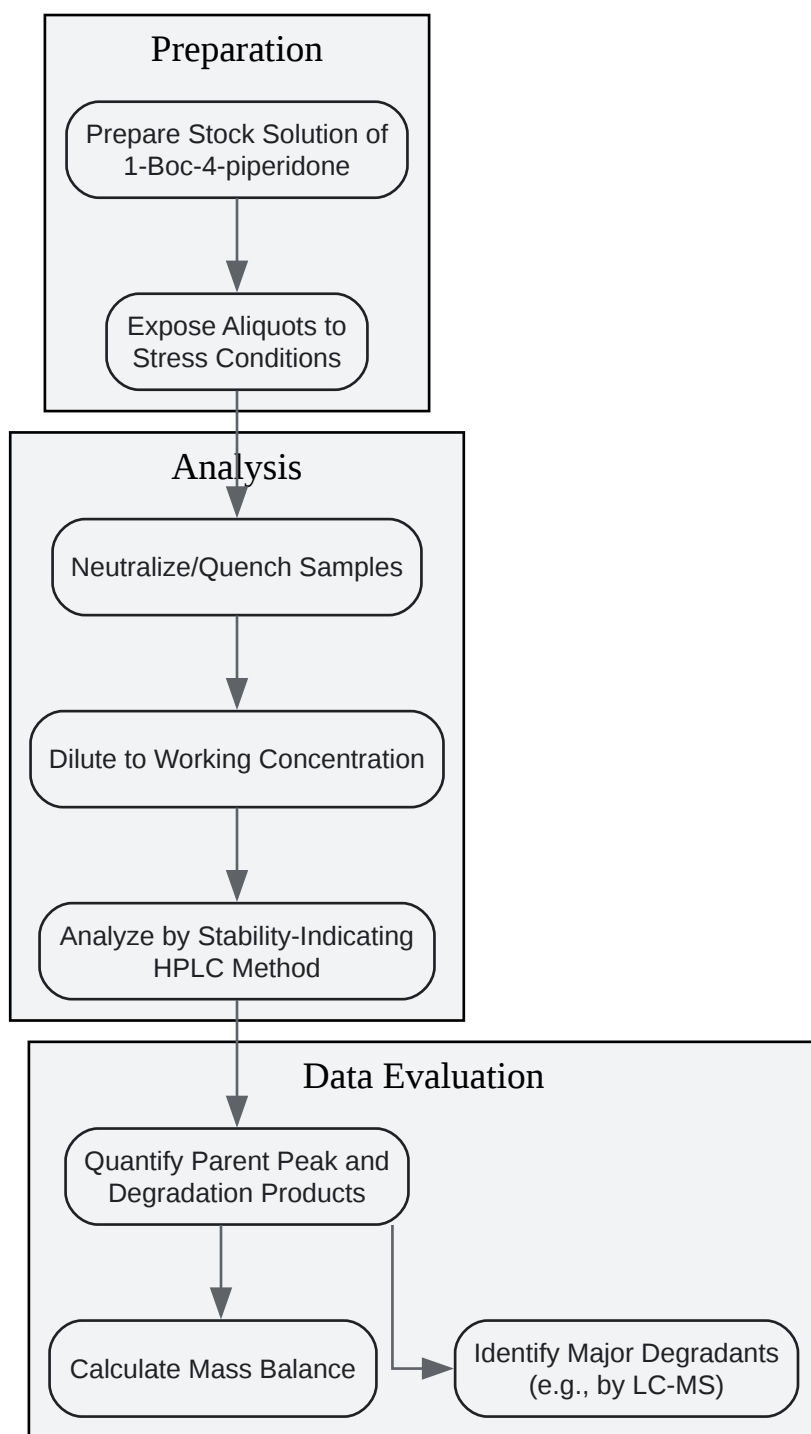 Preparation
Prepare Stock Solution of
1-Boc-4-piperidone
Expose Aliquots to
Stress Conditions
Analysis
Neutralize/Quench Samples
Dilute to Working Concentration
Analyze by Stability-Indicating
HPLC Method
Data Evaluation
Quantify Parent Peak and
Degradation Products
Calculate Mass Balance
Identify Major Degradants
(e.g., by LC-MS)